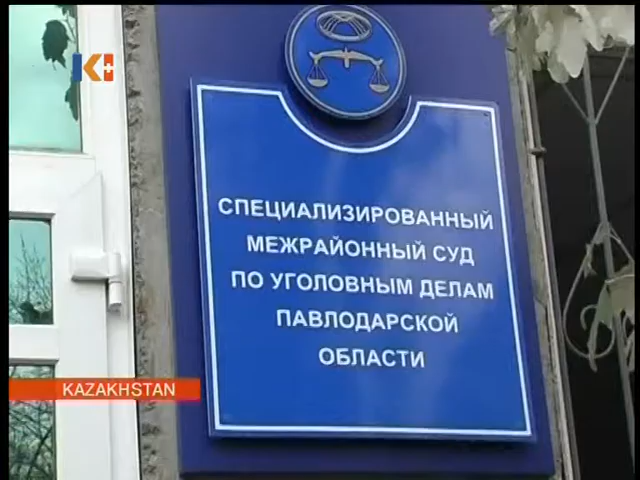 K+
СПЕЦИАЛИЗИРОВАННЫЙ
МЕЖРАЙОННЫЙ СУД
ПО УГОЛОВНЫМ ДЕЛАМ
ПАВЛОДАРСКОЙ
ОБЛАСТИ
KAZAKHSTAN